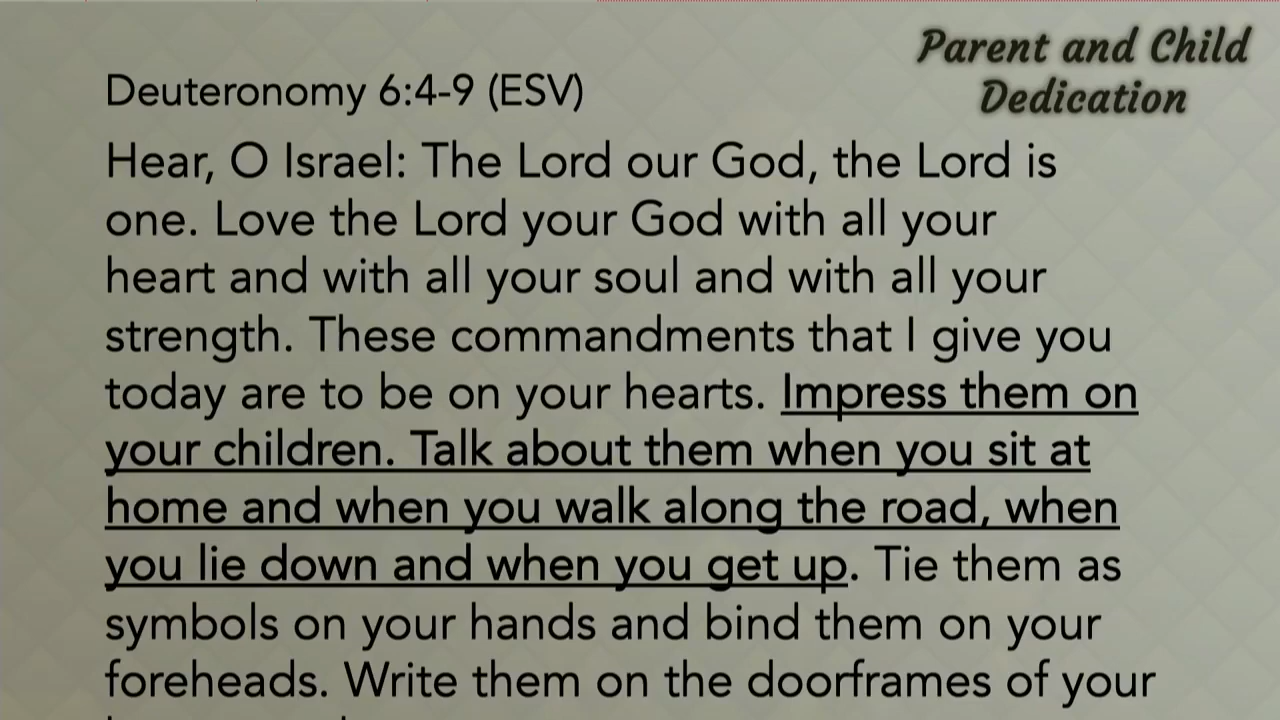 Parent and Child
Dedication
Deuteronomy 6:4-9 (ESV)
Hear, O Israel: The Lord our God, the Lord is
one. Love the Lord your God with all your
heart and with all your soul and with all your
strength. These commandments that I give you
today are to be on your hearts. Impress them on
your children. Talk about them when you sit at
home and when you walk along the road, when
you lie down and when you get up. Tie them as
symbols on your hands and bind them on your
foreheads. Write them on the doorframes of your